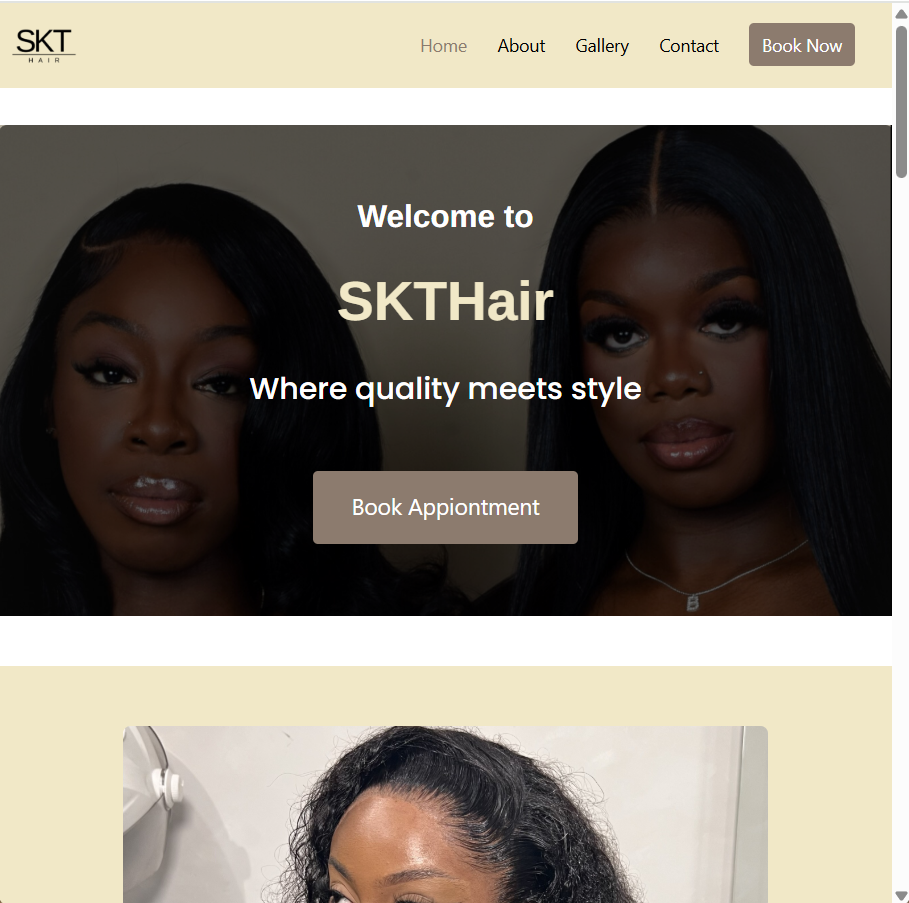 SKT
HAIR
Home About Gallery Contact Book Now
Welcome to
SKTHair
Where quality meets style
Book Appiontment
B